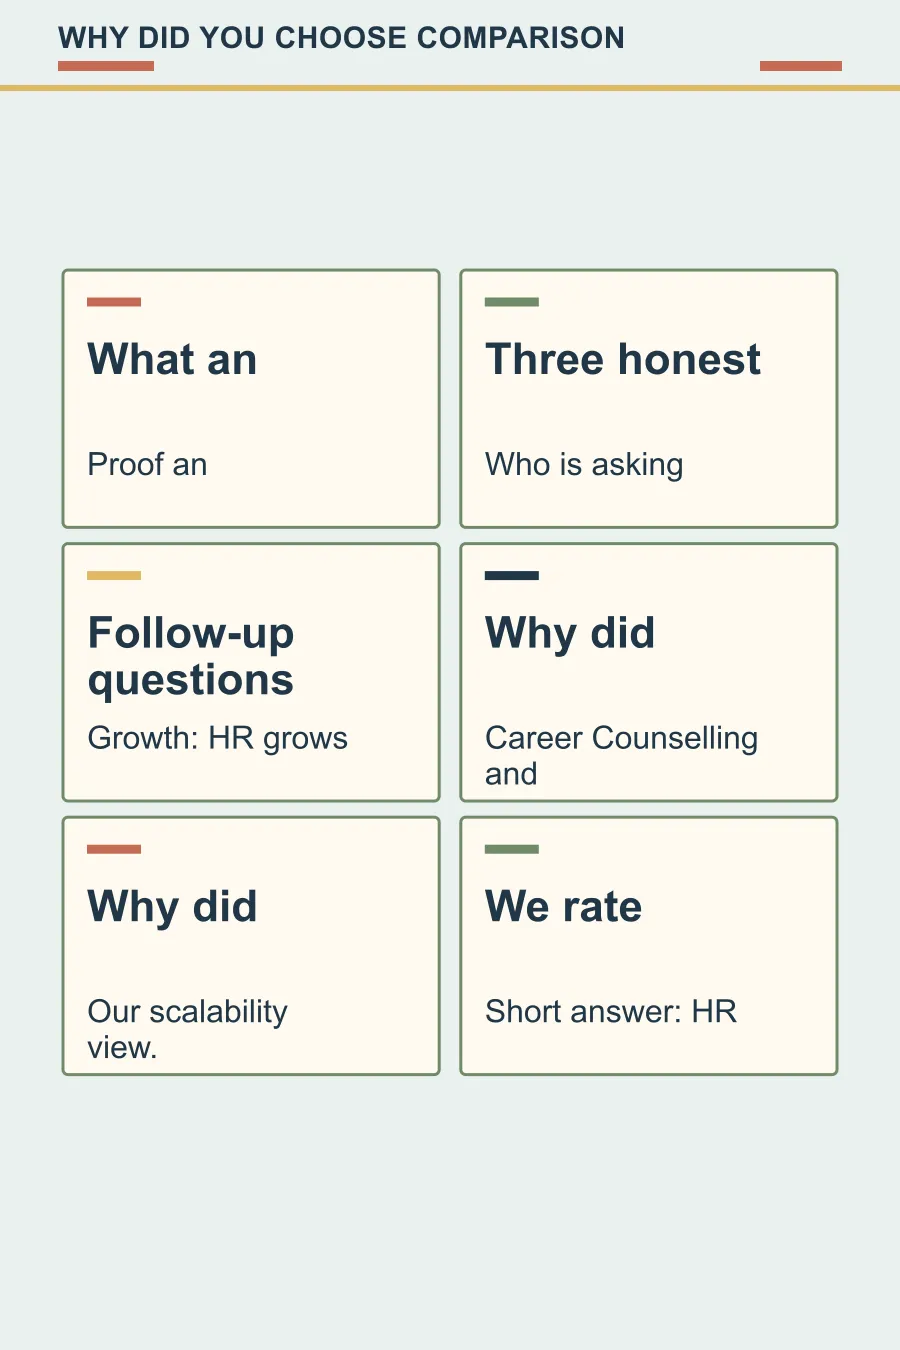 WHY DID YOU CHOOSE COMPARISON
What an
Proof an
Three honest
Who is asking
Follow-up
questions
Growth: HR grows
Why did
Career Counselling
and
Why did
Our scalability
view.
We rate
Short answer: HR